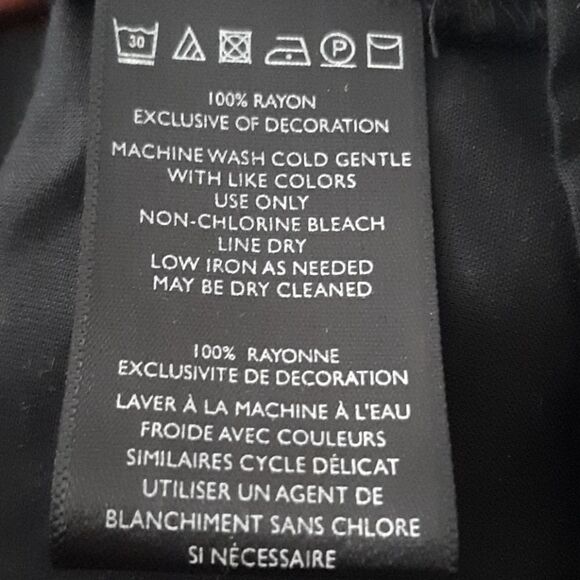 30
P
100% RAYON
EXCLUSIVE OF DECORATION
MACHINE WASH COLD GENTLE
WITH LIKE COLORS
USE ONLY
NON-CHLORINE BLEACH
LINE DRY
LOW IRON AS NEEDED
MAY BE DRY CLEANED
100% RAYONNE
EXCLUSIVITE DE DECORATION
LAVER À LA MACHINE À L'EAU
FROIDE AVEC COULEURS
SIMILAIRES CYCLE DÉLICAT
UTILISER UN AGENT DE
BLANCHIMENT SANS CHLORE
SI NÉCESSAIRE